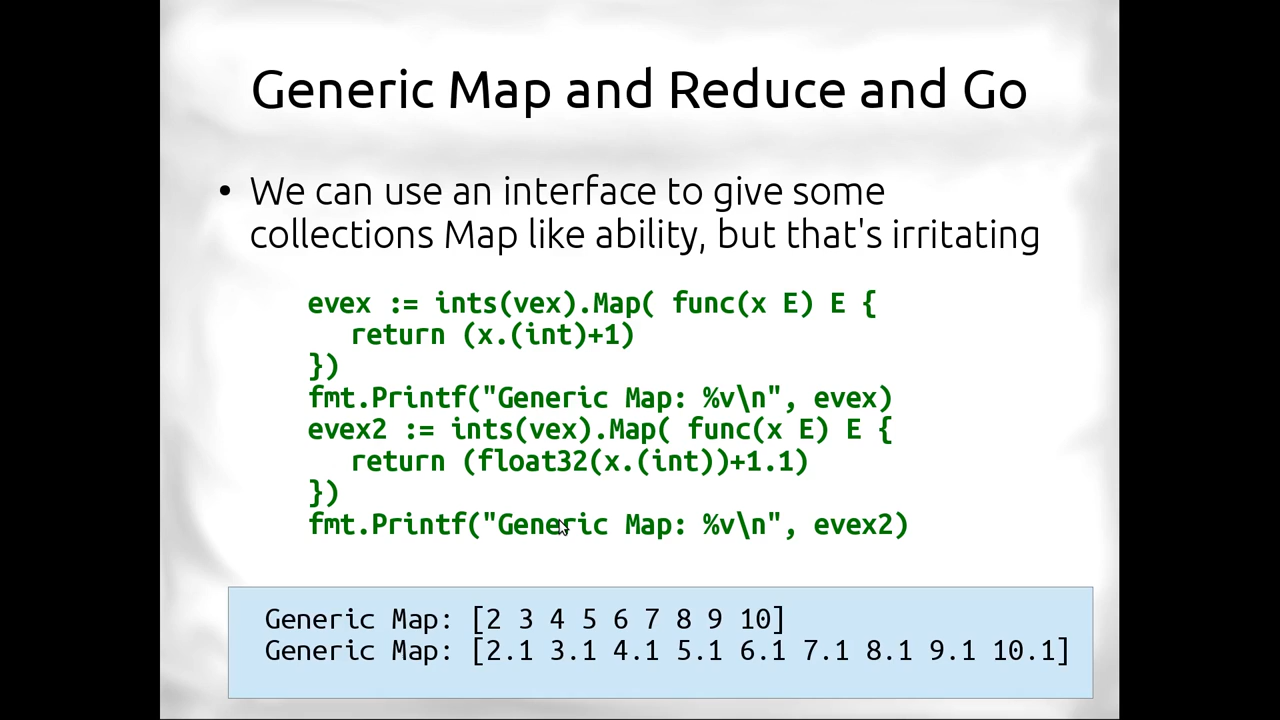 Generic Map and Reduce and Go
• We can use an interface to give some
collections Map like ability, but that's irritating
evex := ints(vex).Map( func(x E) E {
return (x.(int)+1)
})
fmt.Printf("Generic Map: %v\n", evex)
evex2 := ints(vex).Map( func(x E) E {
return (float32(x.(int))+1.1)
})
fmt.Printf("Generic Map: %v\n", evex2)
Generic Map: [2 3 4 5 6 7 8 9 10]
Generic Map: [2.1 3.1 4.1 5.1 6.1 7.1 8.1 9.1 10.1]